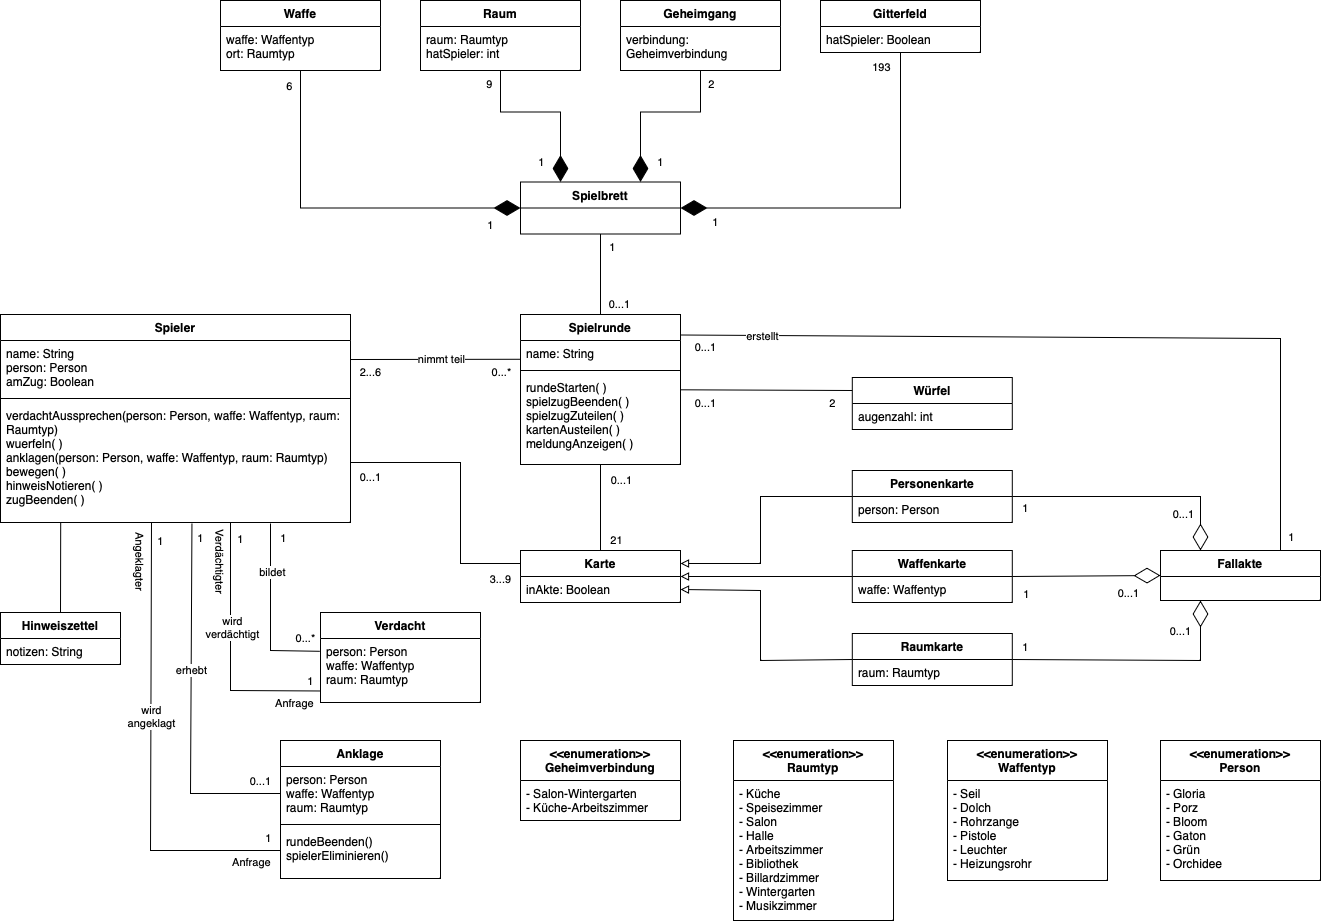 Waffe
waffe: Waffentyp
ort: Raumtyp
Raum
raum: Raumtyp
hatSpieler: int
Geheimgang
verbindung:
Geheimverbindung
Gitterfeld
hatSpieler: Boolean
6
9
2
193
1
1
Spielbrett
1
1
1
0...1
Spieler
name: String
person: Person
amZug: Boolean
verdachtAussprechen(person: Person, waffe: Waffentyp, raum:
Raumtyp)
wuerfeln( )
anklagen(person: Person, waffe: Waffentyp, raum: Raumtyp)
bewegen( )
hinweisNotieren( )
zugBeenden( )
nimmt teil
2...6
0...*
Spielrunde
name: String
rundeStarten( )
spielzugBeenden( )
spielzugZuteilen( )
kartenAusteilen( )
meldungAnzeigen( )
erstellt
0...1
0...1
2
Würfel
augenzahl: int
0...1
0...1
21
3...9
Karte
inAkte: Boolean
Personenkarte
person: Person
1
0...1
Waffenkarte
waffe: Waffentyp
1
0...1
Raumkarte
raum: Raumtyp
1
0...1
1
Fallakte
Angeklagter
1
1
Verdächtigter
1
1
bildet
wird
verdächtigt
erhebt
wird
angeklagt
Hinweiszettel
notizen: String
0...*
1
Anfrage
Verdacht
person: Person
waffe: Waffentyp
raum: Raumtyp
0...1
1
Anfrage
Anklage
person: Person
waffe: Waffentyp
raum: Raumtyp
rundeBeenden()
spielerEliminieren()
<<enumeration>>
Geheimverbindung
- Salon-Wintergarten
- Küche-Arbeitszimmer
<<enumeration>>
Raumtyp
- Küche
- Speisezimmer
- Salon
- Halle
- Arbeitszimmer
- Bibliothek
- Billardzimmer
- Wintergarten
- Musikzimmer
<<enumeration>>
Waffentyp
- Seil
- Dolch
- Rohrzange
- Pistole
- Leuchter
- Heizungsrohr
<<enumeration>>
Person
- Gloria
- Porz
- Bloom
- Gaton
- Grün
- Orchidee